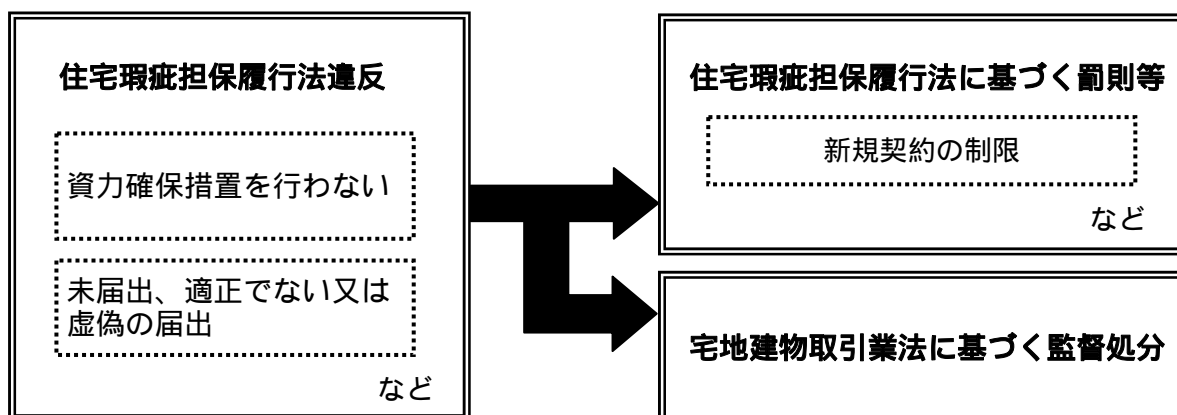 住宅瑕疵担保履行法違反
資力確保措置を行わない
未届出、適正でない又は
虚偽の届出
など
住宅瑕疵担保履行法に基づく罰則等
新規契約の制限
など
宅地建物取引業法に基づく監督処分